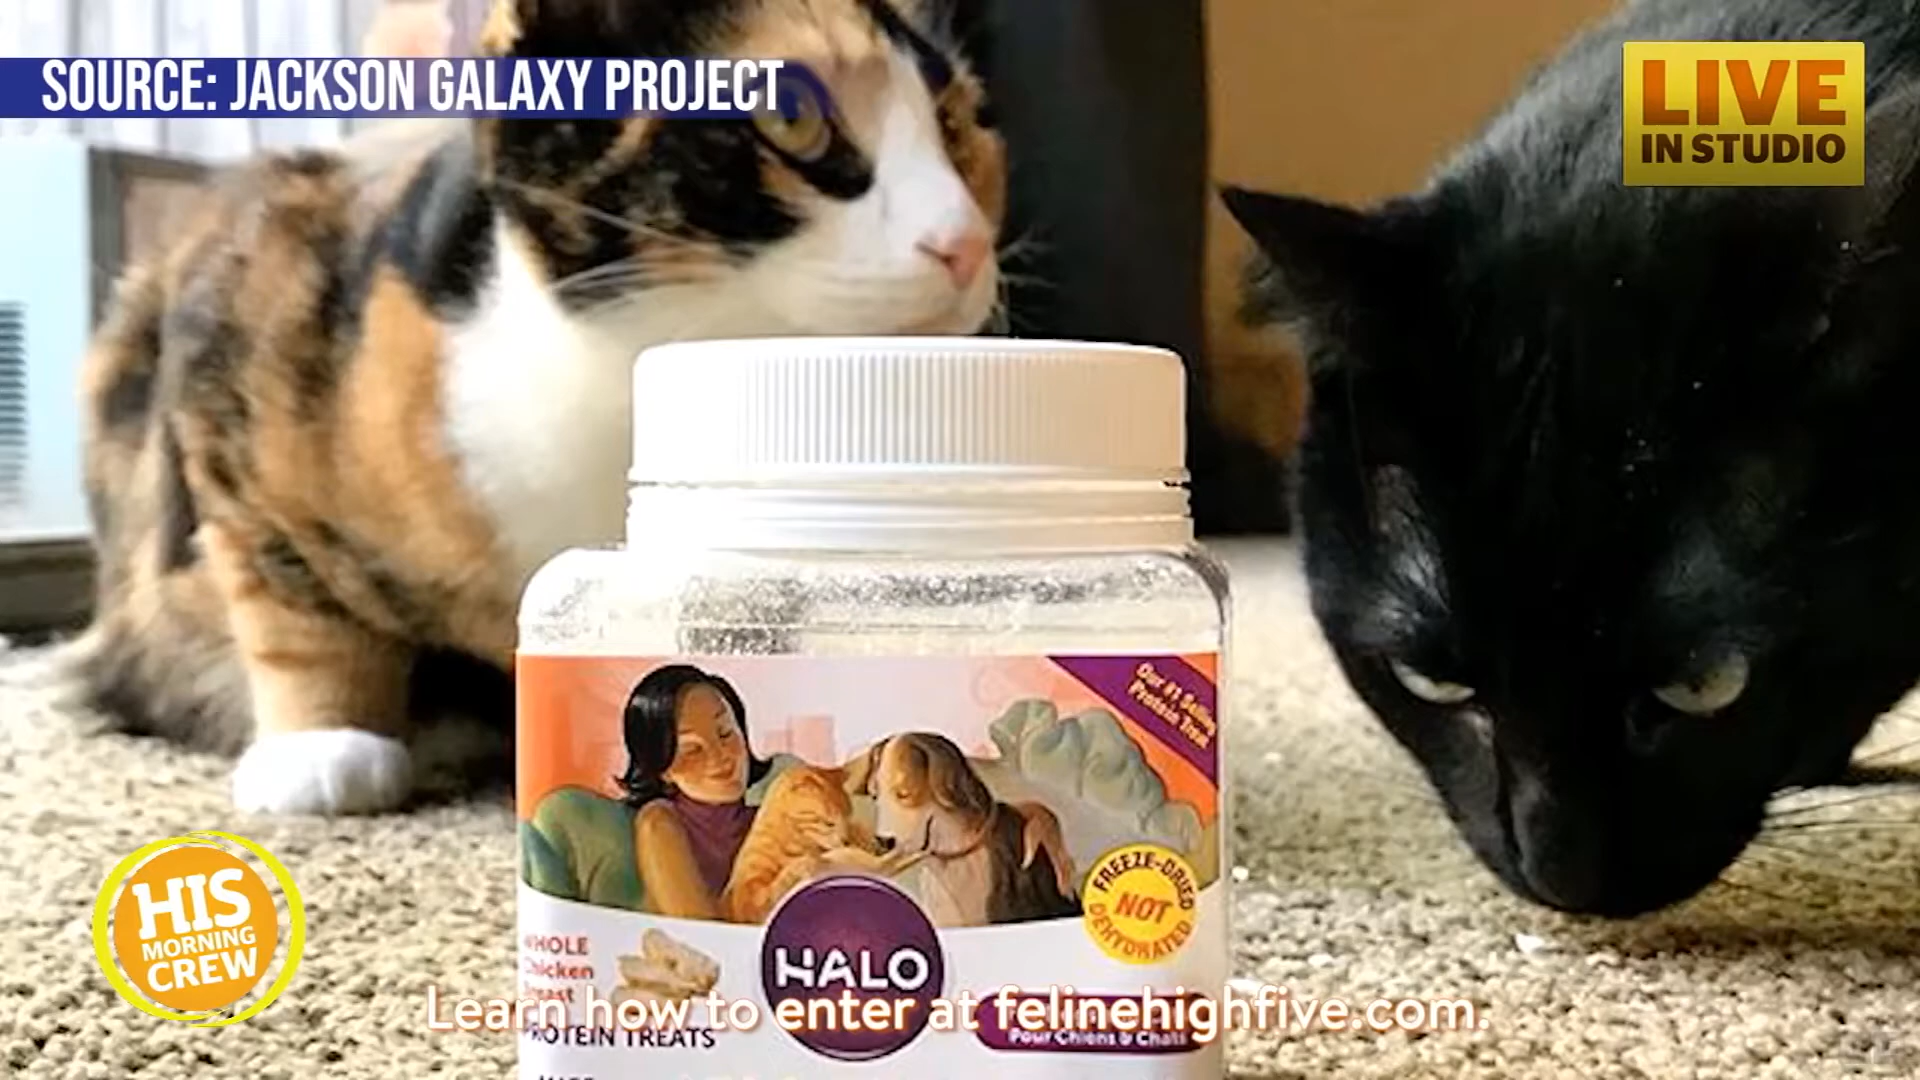 SOURCE: JACKSON GALAXY PROJECT
LIVE
IN STUDIO
Our #1 Selling
Protein Treat
FREEZE-DRIED
NOT
DEHYDRATED
WHOLE
Chicken
Breast
HALO
HIS
MORNING
CREW
Learn how to enter at felinehighfive.com.
PROTEIN TREATS
Pour Chiens & Chats